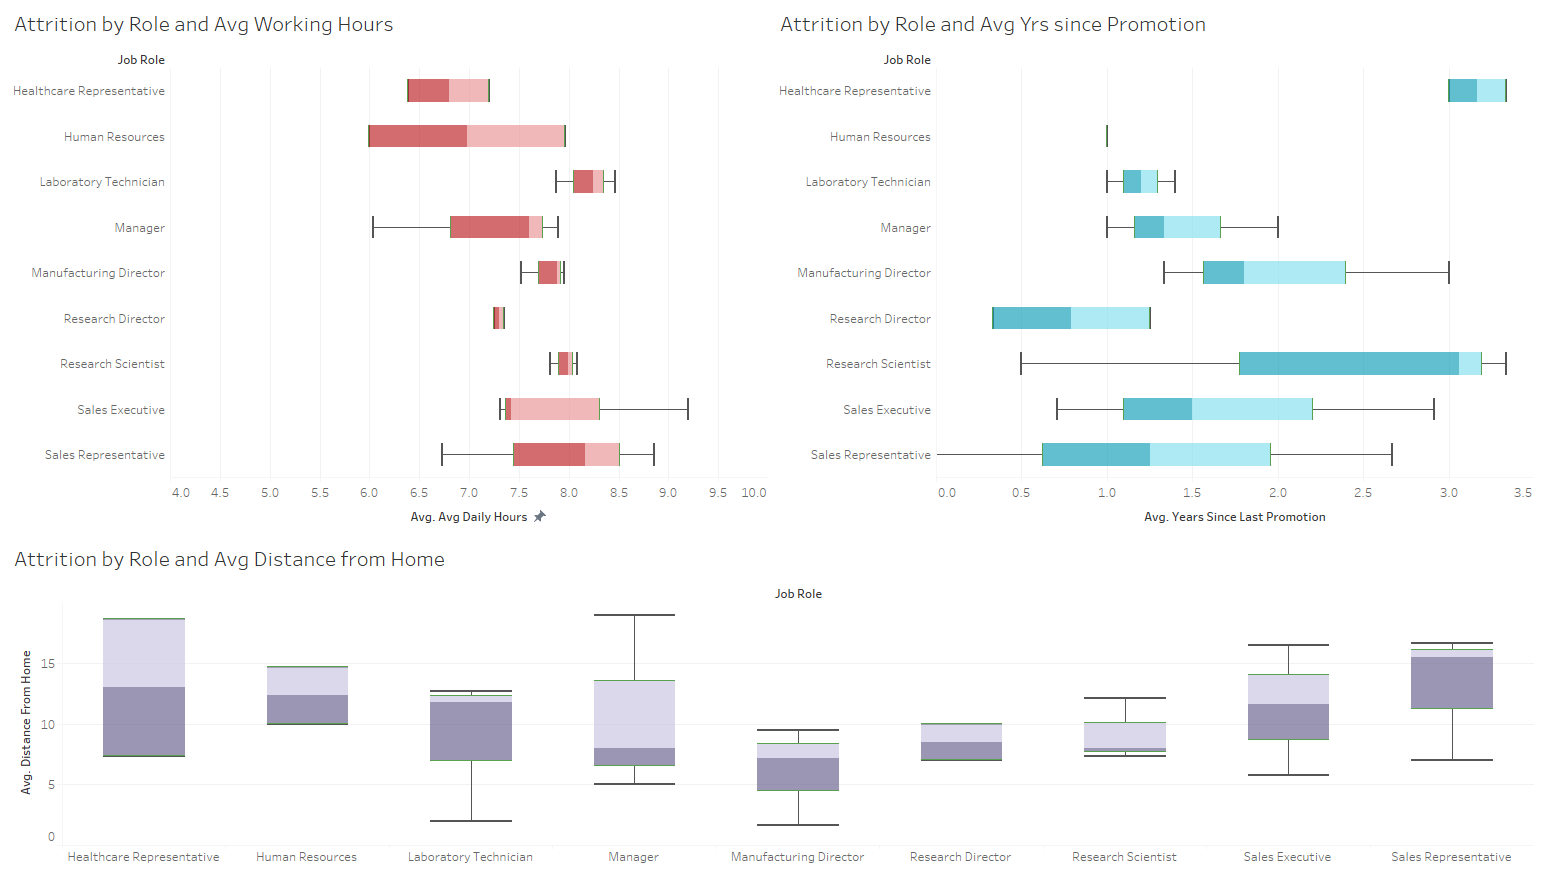 Attrition by Role and Avg Working Hours
Job Role
Healthcare Representative
Human Resources
Laboratory Technician
Manager
Manufacturing Director
Research Director
Research Scientist
Sales Executive
Sales Representative
4.0 4.5 5.0 5.5 6.0 6.5 7.0 7.5 8.0 8.5 9.0 9.5 10.0
Avg. Avg Daily Hours
Attrition by Role and Avg Yrs since Promotion
Job Role
Healthcare Representative
Human Resources
Laboratory Technician
Manager
Manufacturing Director
Research Director
Research Scientist
Sales Executive
Sales Representative
0.0 0.5 1.0 1.5 2.0 2.5 3.0 3.5
Avg. Years Since Last Promotion
Attrition by Role and Avg Distance from Home
Job Role
Avg. Distance From Home
15
10
5
0
Healthcare Representative Human Resources Laboratory Technician Manager Manufacturing Director Research Director Research Scientist Sales Executive Sales Representative